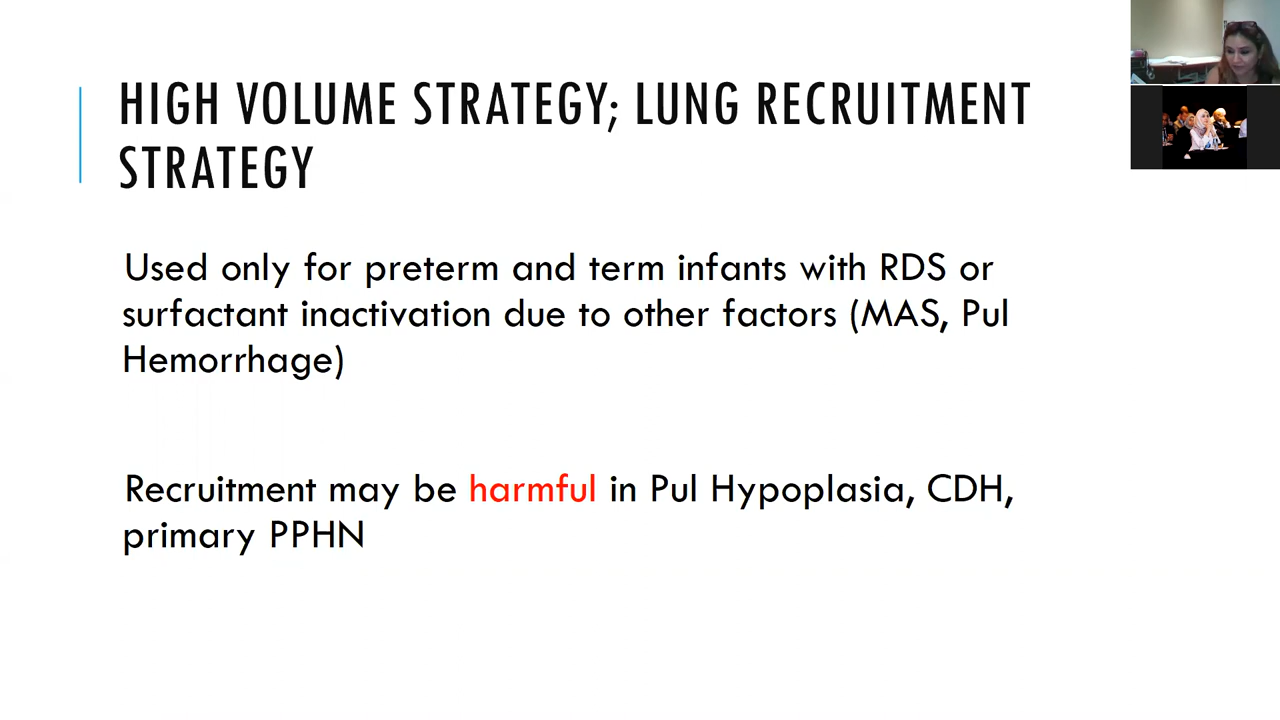 HIGH VOLUME STRATEGY; LUNG RECRUITMENT
STRATEGY
Used only for preterm and term infants with RDS or
surfactant inactivation due to other factors (MAS, Pul
Hemorrhage)
Recruitment may be harmful in Pul Hypoplasia, CDH,
primary PPHN